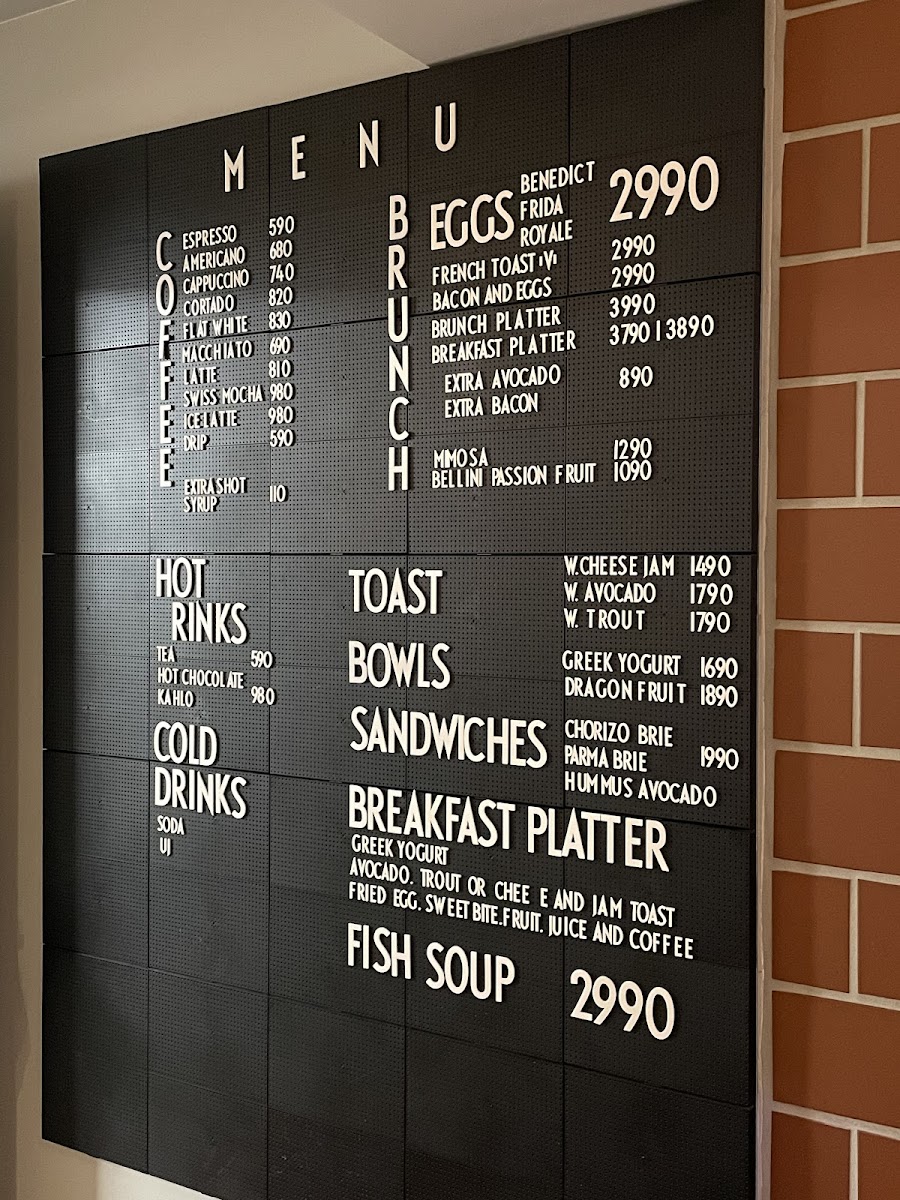 MENU
COFFEE
ESPRESSO 590
AMERICANO 680
CAPPUCCINO 740
CORTADO 820
FLAT WHITE 830
MACCHIATO 690
LATTE 810
SWISS MOCHA 980
ICE LATTE 980
DRIP 590
EXTRA SHOT
SYRUP 110
BRUNCH
EGGS BENEDICT
FRIDA
ROYALE 2990
FRENCH TOAST 'V' 2990
BACON AND EGGS 2990
BRUNCH PLATTER 3990
BREAKFAST PLATTER 3790 | 3890
EXTRA AVOCADO 890
EXTRA BACON
MIMOSA 1290
BELLINI PASSION FRUIT 1090
HOT
RINKS
TEA 590
HOT CHOCOLATE
KAHLO 980
COLD
DRINKS
SODA
UJ
TOAST
W.CHEESE JAM 1490
W. AVOCADO 1790
W. TROUT 1790
BOWLS
GREEK YOGURT 1690
DRAGON FRUIT 1890
SANDWICHES
CHORIZO BRIE
PARMA BRIE 1990
HUMMUS AVOCADO
BREAKFAST PLATTER
GREEK YOGURT
AVOCADO. TROUT OR CHEE E AND JAM TOAST
FRIED EGG. SWEET BITE.FRUIT. JUICE AND COFFEE
FISH SOUP 2990